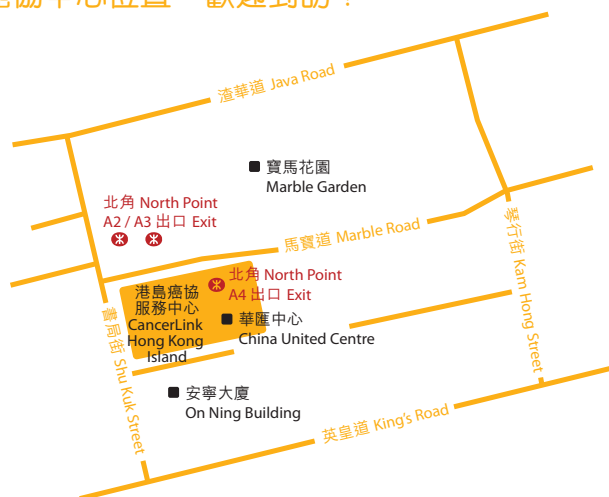 協中心位置 歡迎到訪！
渣華道 Java Road
寶馬花園
Marble Garden
北角 North Point
A2 / A3 出口 Exit
馬寶道 Marble Road
琴行街 Kam Hong Street
北角 North Point
A4 出口 Exit
港島癌協
服務中心
CancerLink
Hong Kong
Island
華匯中心
China United Centre
書局街 Shu Kuk Street
安寧大廈
On Ning Building
英皇道 King's Road